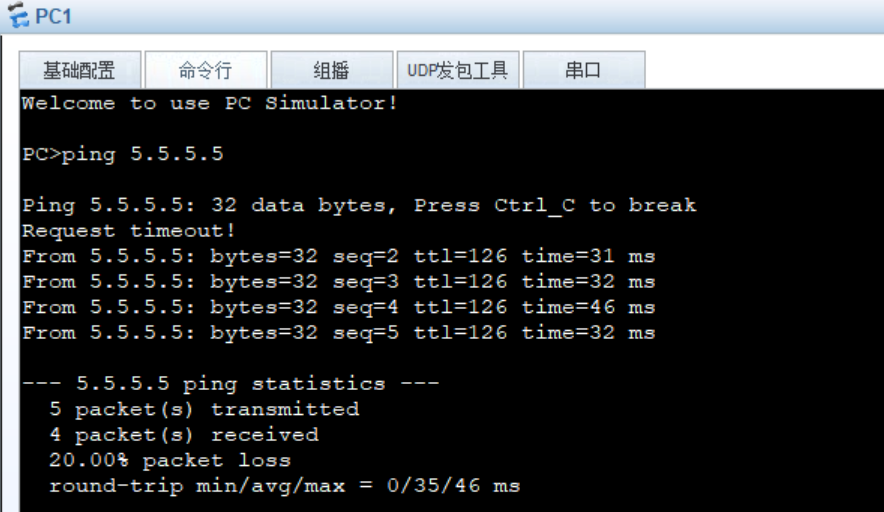 PC1
基础配置 命令行 组播 UDP发包工具 串口
Welcome to use PC Simulator!
PC>ping 5.5.5.5
Ping 5.5.5.5: 32 data bytes, Press Ctrl_C to break
Request timeout!
From 5.5.5.5: bytes=32 seq=2 ttl=126 time=31 ms
From 5.5.5.5: bytes=32 seq=3 ttl=126 time=32 ms
From 5.5.5.5: bytes=32 seq=4 ttl=126 time=46 ms
From 5.5.5.5: bytes=32 seq=5 ttl=126 time=32 ms
--- 5.5.5.5 ping statistics ---
5 packet(s) transmitted
4 packet(s) received
20.00% packet loss
round-trip min/avg/max = 0/35/46 ms